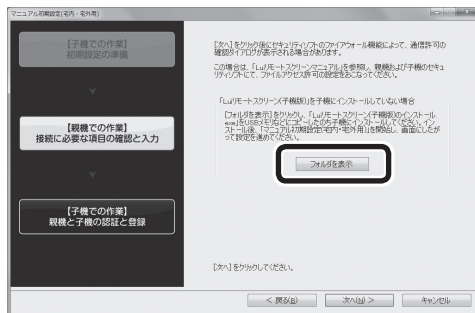 マニュアル初期設定(宅内・宅外用)
【子機での作業】
初期設定の準備
【親機での作業】
接続に必要な項目の確認と入力
【子機での作業】
親機と子機の認証と登録
[次へ]をクリック後にセキュリティソフトのファイアウォール機能によって、通信許可の
確認ダイアログが表示される場合があります。
この場合は、「Luiリモートスクリーンマニュアル」を参照し、親機および子機のセキュ
リティソフトにて、ファイルアクセス許可の設定をおこなってください。
「Luiリモートスクリーン(子機版)」を子機にインストールしていない場合
[フォルダを表示]をクリックし、「Luiリモートスクリーン(子機版)のインストール
.exe」をUSBメモリなどにコピーしたのち子機にインストールしてください。イン
ストール後、「マニュアル初期設定(宅内・宅外用)」を開始し、画面にしたが
って設定を進めてください。
フォルダを表示
[次へ]をクリックしてください。
< 戻る(B)
次へ(N) >
キャンセル